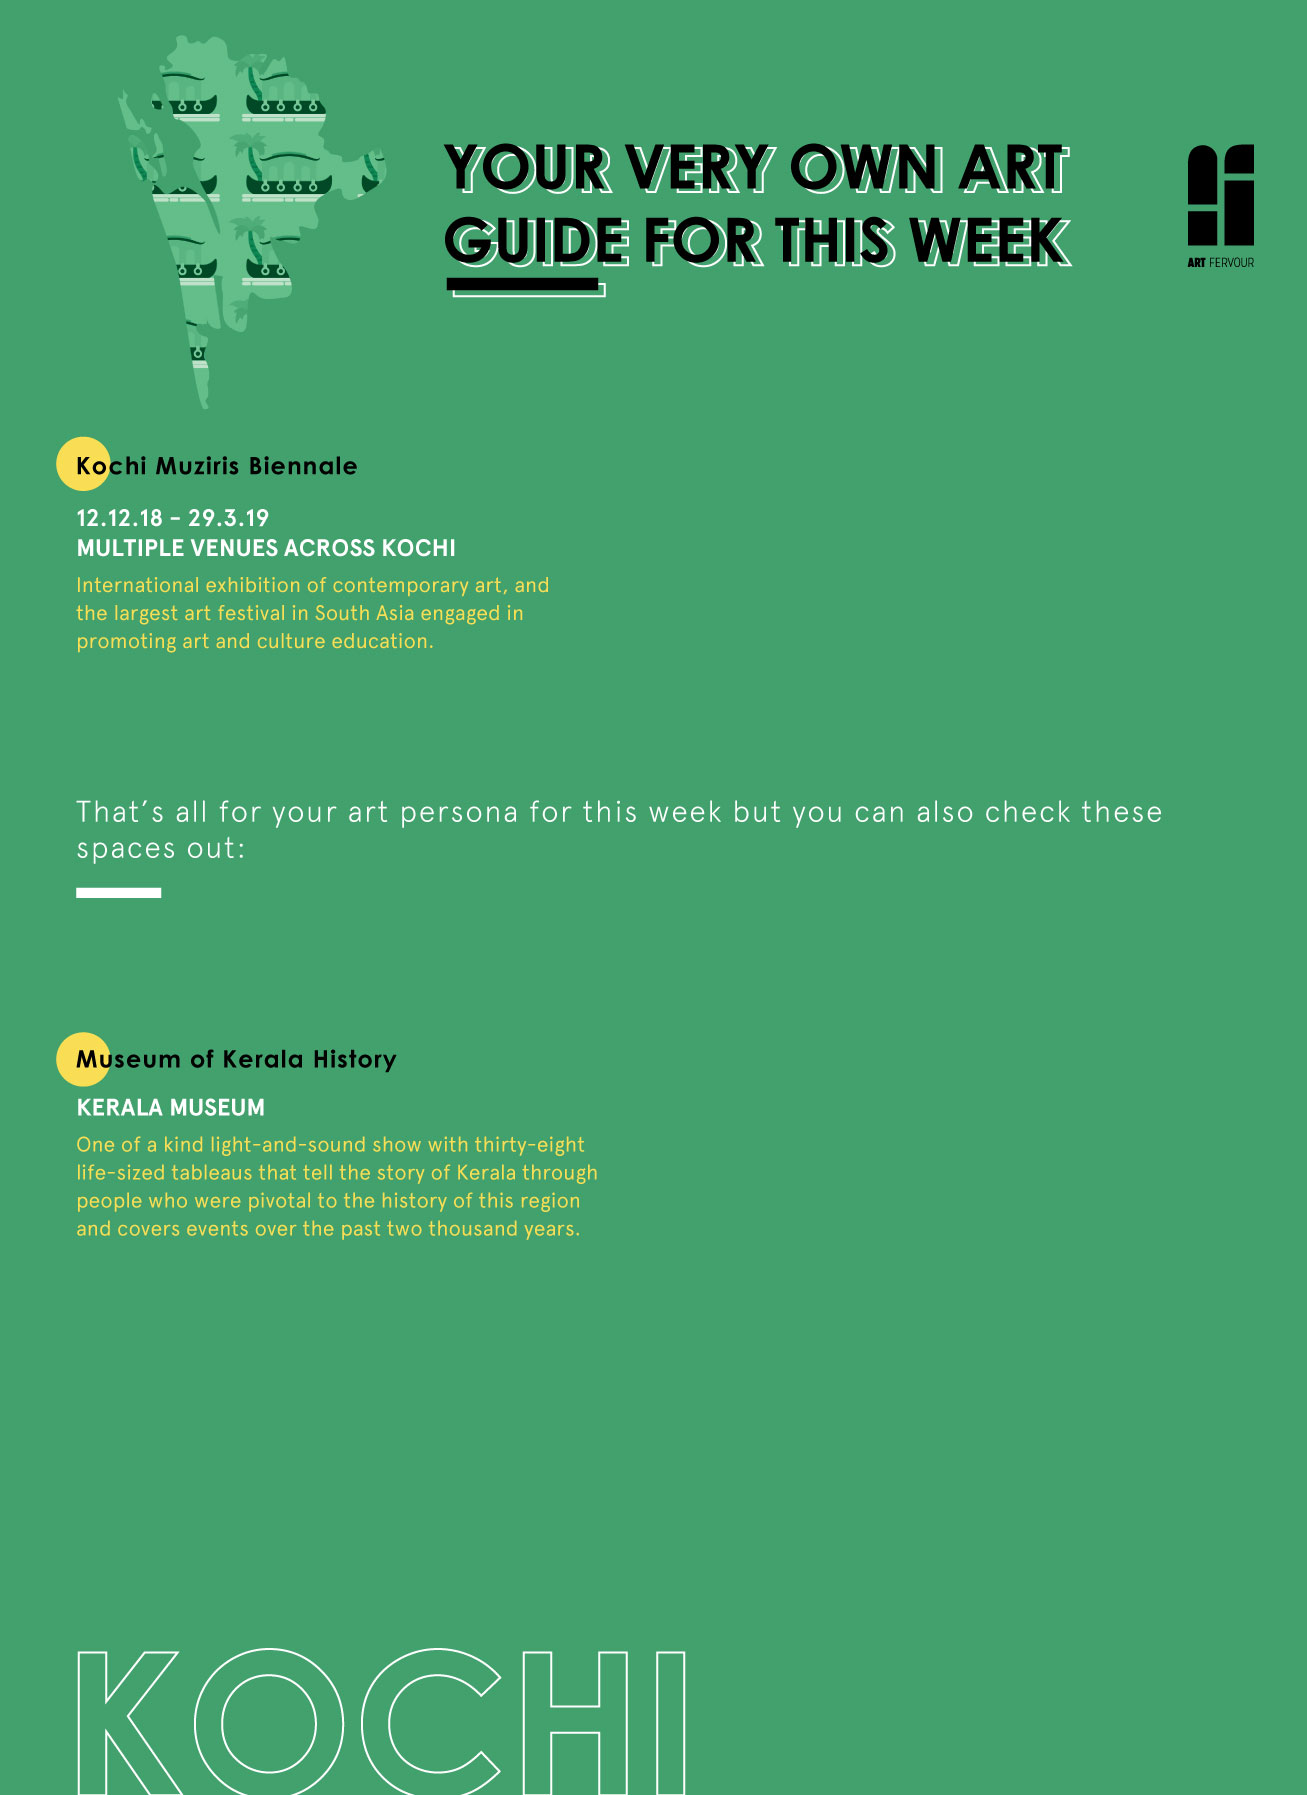 YOUR VERY OWN ART
GUIDE FOR THIS WEEK
ART FERVOUR
Kochi Muziris Biennale
12.12.18 - 29.3.19
MULTIPLE VENUES ACROSS KOCHI
International exhibition of contemporary art, and
the largest art festival in South Asia engaged in
promoting art and culture education.
That's all for your art persona for this week but you can also check these
spaces out:
Museum of Kerala History
KERALA MUSEUM
One of a kind light-and-sound show with thirty-eight
life-sized tableaus that tell the story of Kerala through
people who were pivotal to the history of this region
and covers events over the past two thousand years.
KOCHI